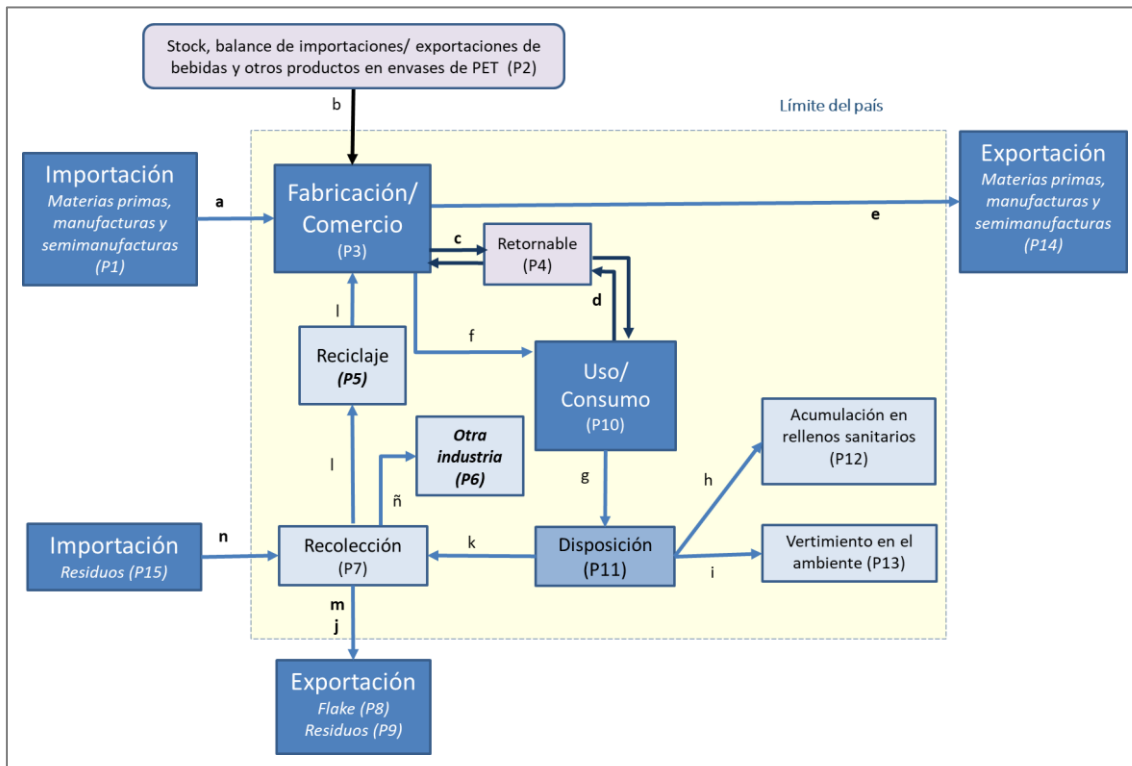 Stock, balance de importaciones/ exportaciones de
bebidas y otros productos en envases de PET (P2)
b
Límite del país
Importación
Materias primas,
manufacturas y
semimanufacturas
(P1)
a
Fabricación/
Comercio
(P3)
e
Exportación
Materias primas,
manufacturas y
semimanufacturas
(P14)
c
Retornable
(P4)
d
l
f
Reciclaje
(P5)
Uso/
Consumo
(P10)
Otra
industria
(P6)
Acumulación en
rellenos sanitarios
(P12)
l
ñ
g
h
Importación
Residuos (P15)
n
Recolección
(P7)
k
Disposición
(P11)
i
Vertimiento en el
ambiente (P13)
m
j
Exportación
Flake (P8)
Residuos (P9)